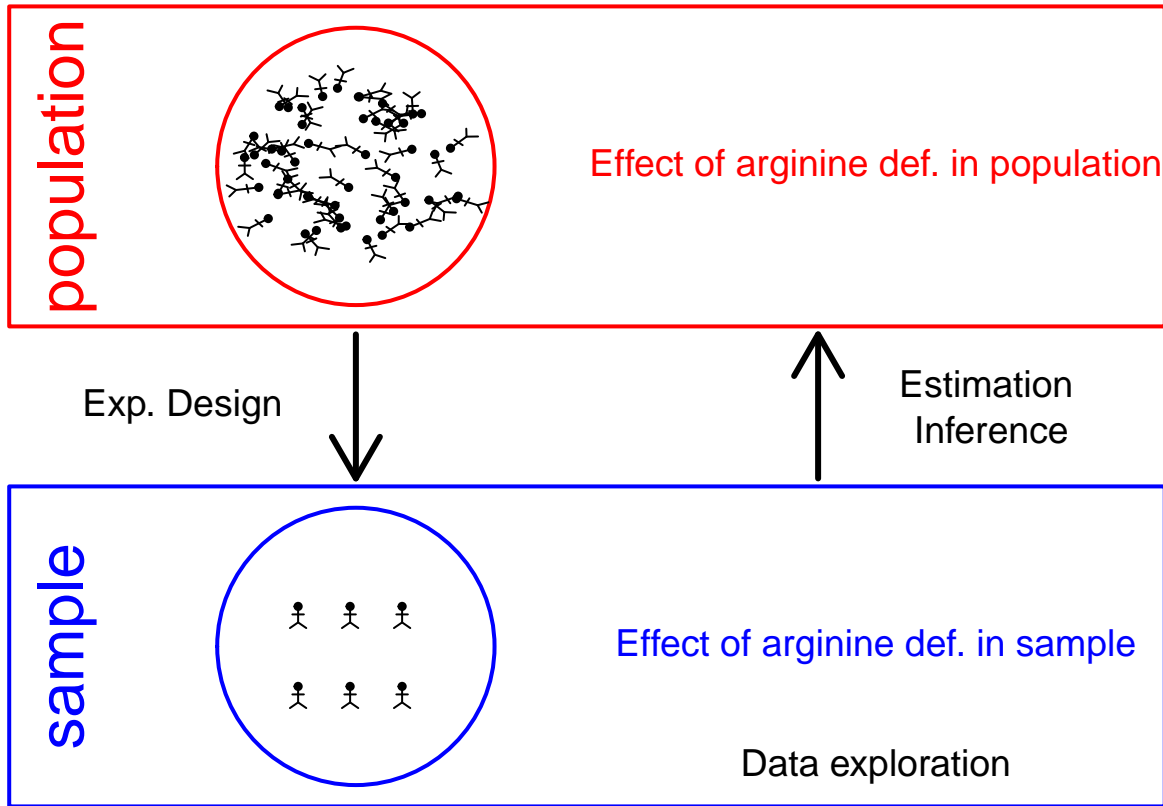 population
Effect of arginine def. in population
Exp. Design
Estimation
Inference
sample
Effect of arginine def. in sample
Data exploration